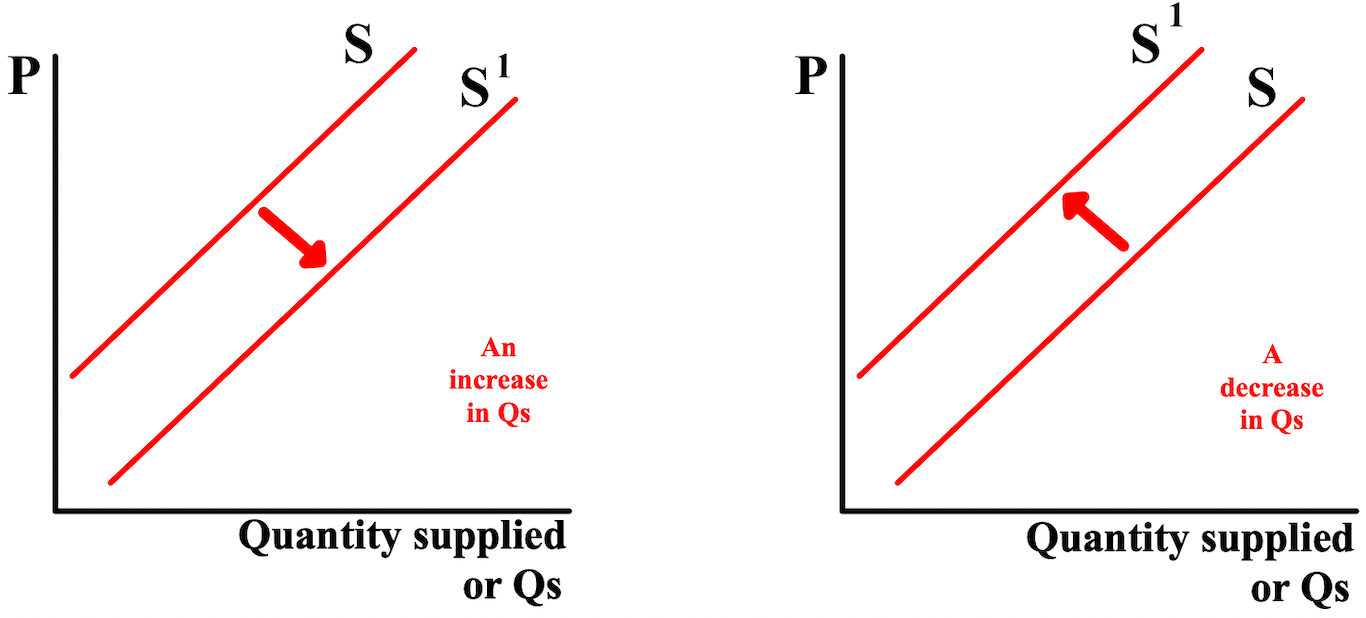 P
S
S¹
An
increase
in Qs
Quantity supplied
or Qs
P
S¹
S
A
decrease
in Qs
Quantity supplied
or Qs